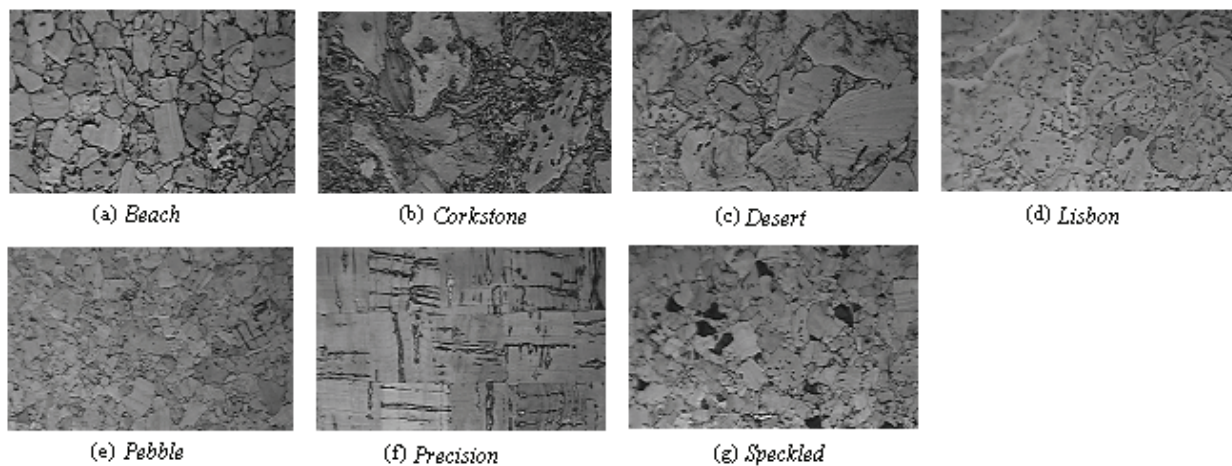 (a) Beach
(b) Corkstone
(c) Desert
(d) Lisbon
(e) Pebble
(f) Precision
(g) Speckled